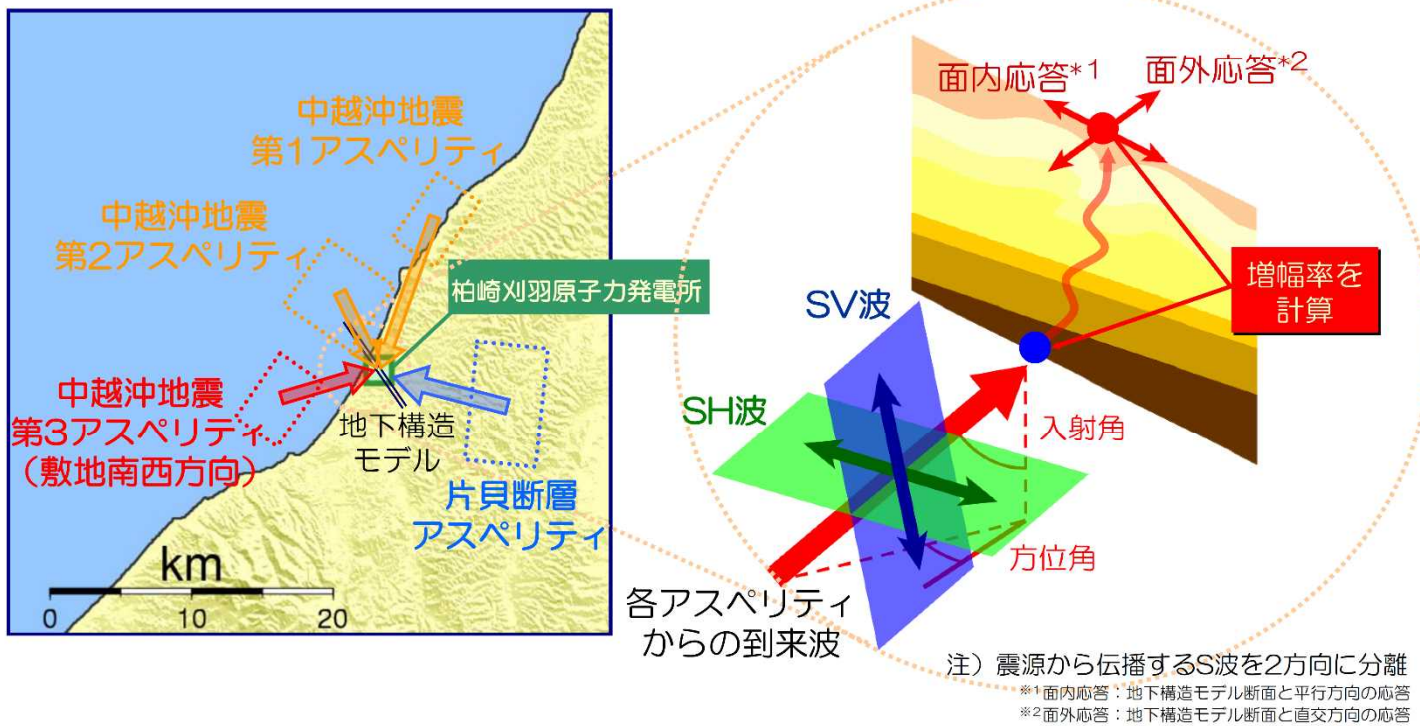 中越沖地震
第1アスペリティ
中越沖地震
第2アスペリティ
柏崎刈羽原子力発電所
中越沖地震
第3アスペリティ
（敷地南西方向）
地下構造
モデル
片貝断層
アスペリティ
km
0 10 20
面内応答*1
面外応答*2
増幅率を
計算
SV波
SH波
入射角
方位角
各アスペリティ
からの到来波
注）震源から伝播するS波を2方向に分離
※1面内応答：地下構造モデル断面と平行方向の応答
※2面外応答：地下構造モデル断面と直交方向の応答